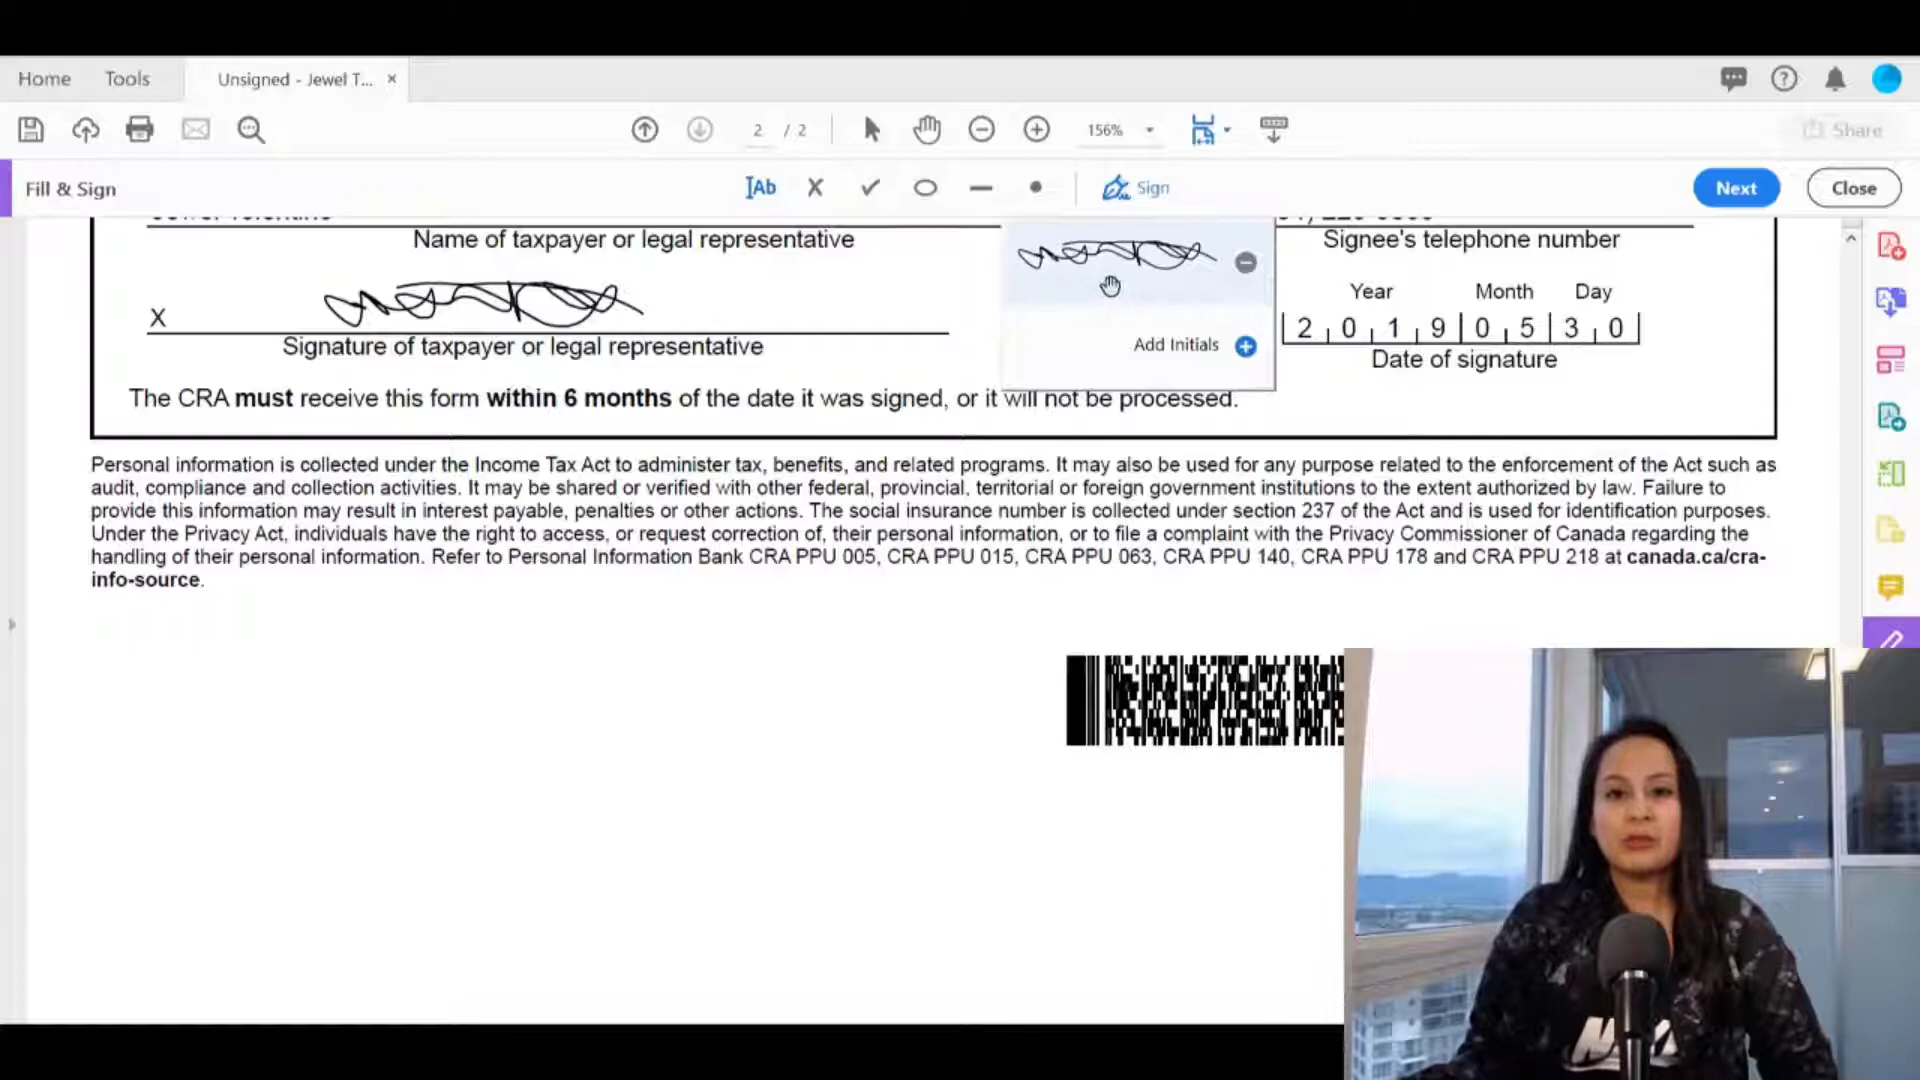 Home Tools Unsigned - Jewel T...
2 / 2 156% Share
Fill & Sign Ab Sign Next Close
Name of taxpayer or legal representative Signee's telephone number
Year Month Day
X 2 0 1 9 0 5 3 0
Add Initials
Signature of taxpayer or legal representative Date of signature
The CRA must receive this form within 6 months of the date it was signed, or it will not be processed.
Personal information is collected under the Income Tax Act to administer tax, benefits, and related programs. It may also be used for any purpose related to the enforcement of the Act such as
audit, compliance and collection activities. It may be shared or verified with other federal, provincial, territorial or foreign government institutions to the extent authorized by law. Failure to
provide this information may result in interest payable, penalties or other actions. The social insurance number is collected under section 237 of the Act and is used for identification purposes.
Under the Privacy Act, individuals have the right to access, or request correction of, their personal information, or to file a complaint with the Privacy Commissioner of Canada regarding the
handling of their personal information. Refer to Personal Information Bank CRA PPU 005, CRA PPU 015, CRA PPU 063, CRA PPU 140, CRA PPU 178 and CRA PPU 218 at canada.ca/cra-
info-source.